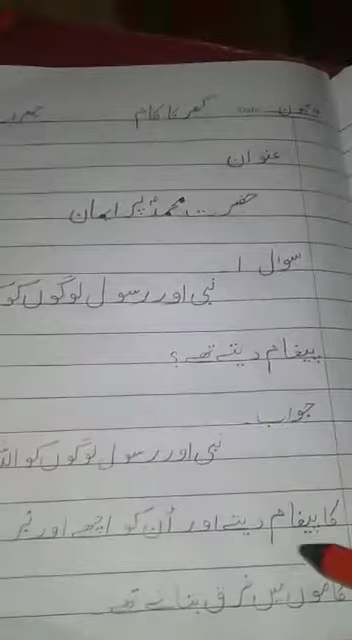 گھر کا کام
عنوان
حضرت محمدؐ پر ایمان
سوال ۱
نبی اور رسول لوگوں کو
پیغام دیتے تھے؟
جواب۔
نبی اور رسول لوگوں کو
کا پیغام دیتے اور اُن کو اچھے اور
کاموں میں فرق بتاتے تھے